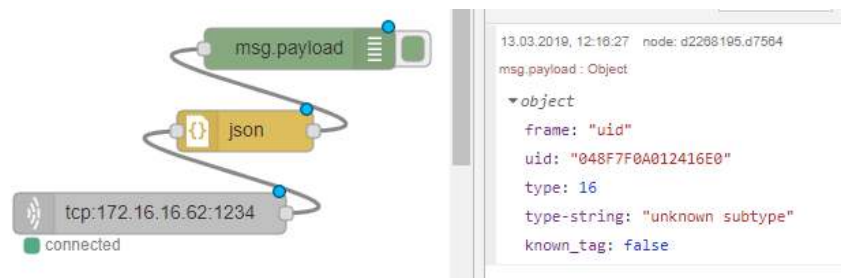 msg.payload
json
tcp:172.16.16.62:1234
connected
13.03.2019, 12:16:27 node: d2268195.d7564
msg.payload : Object
object
frame: "uid"
uid: "048F7F0A012416E0"
type: 16
type-string: "unknown subtype"
known_tag: false